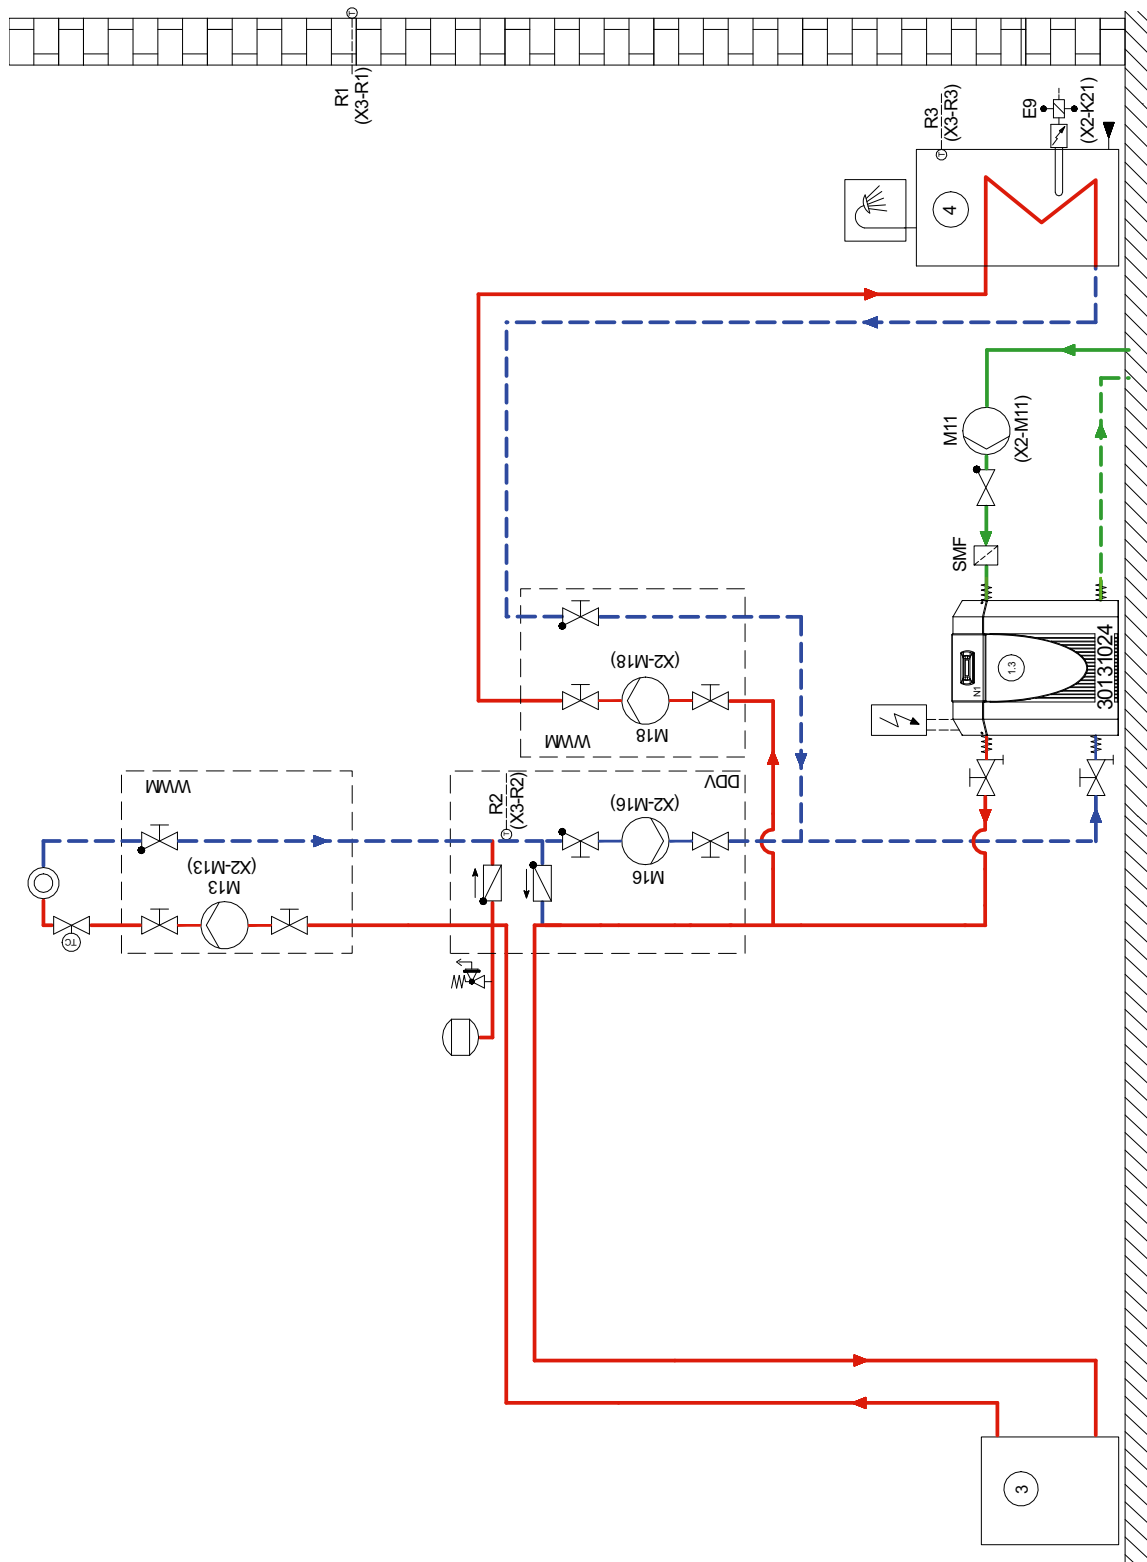 R1
(X3-R1)
R3
(X3-R3)
E9
(X2-K21)
4
M11
(X2-M11)
SMF
WWM
M18
(X2-M18)
N1
1.3
30131024
WWM
M13
(X2-M13)
TC
R2
(X3-R2)
DDV
M16
(X2-M16)
3
T
T
T